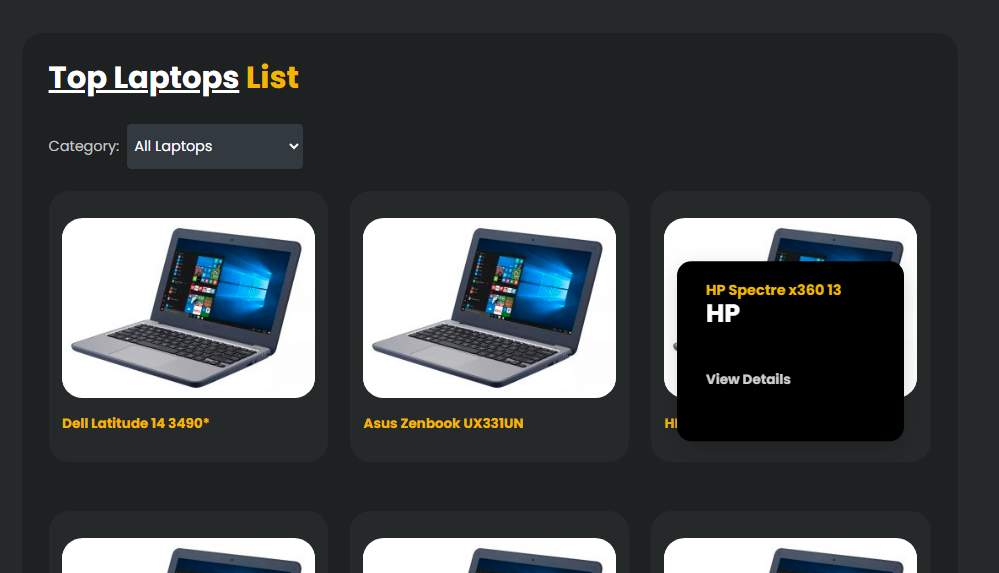 Top Laptops List
Category: All Laptops
Dell Latitude 14 3490*
Asus Zenbook UX331UN
HP Spectre x360 13
HP
View Details